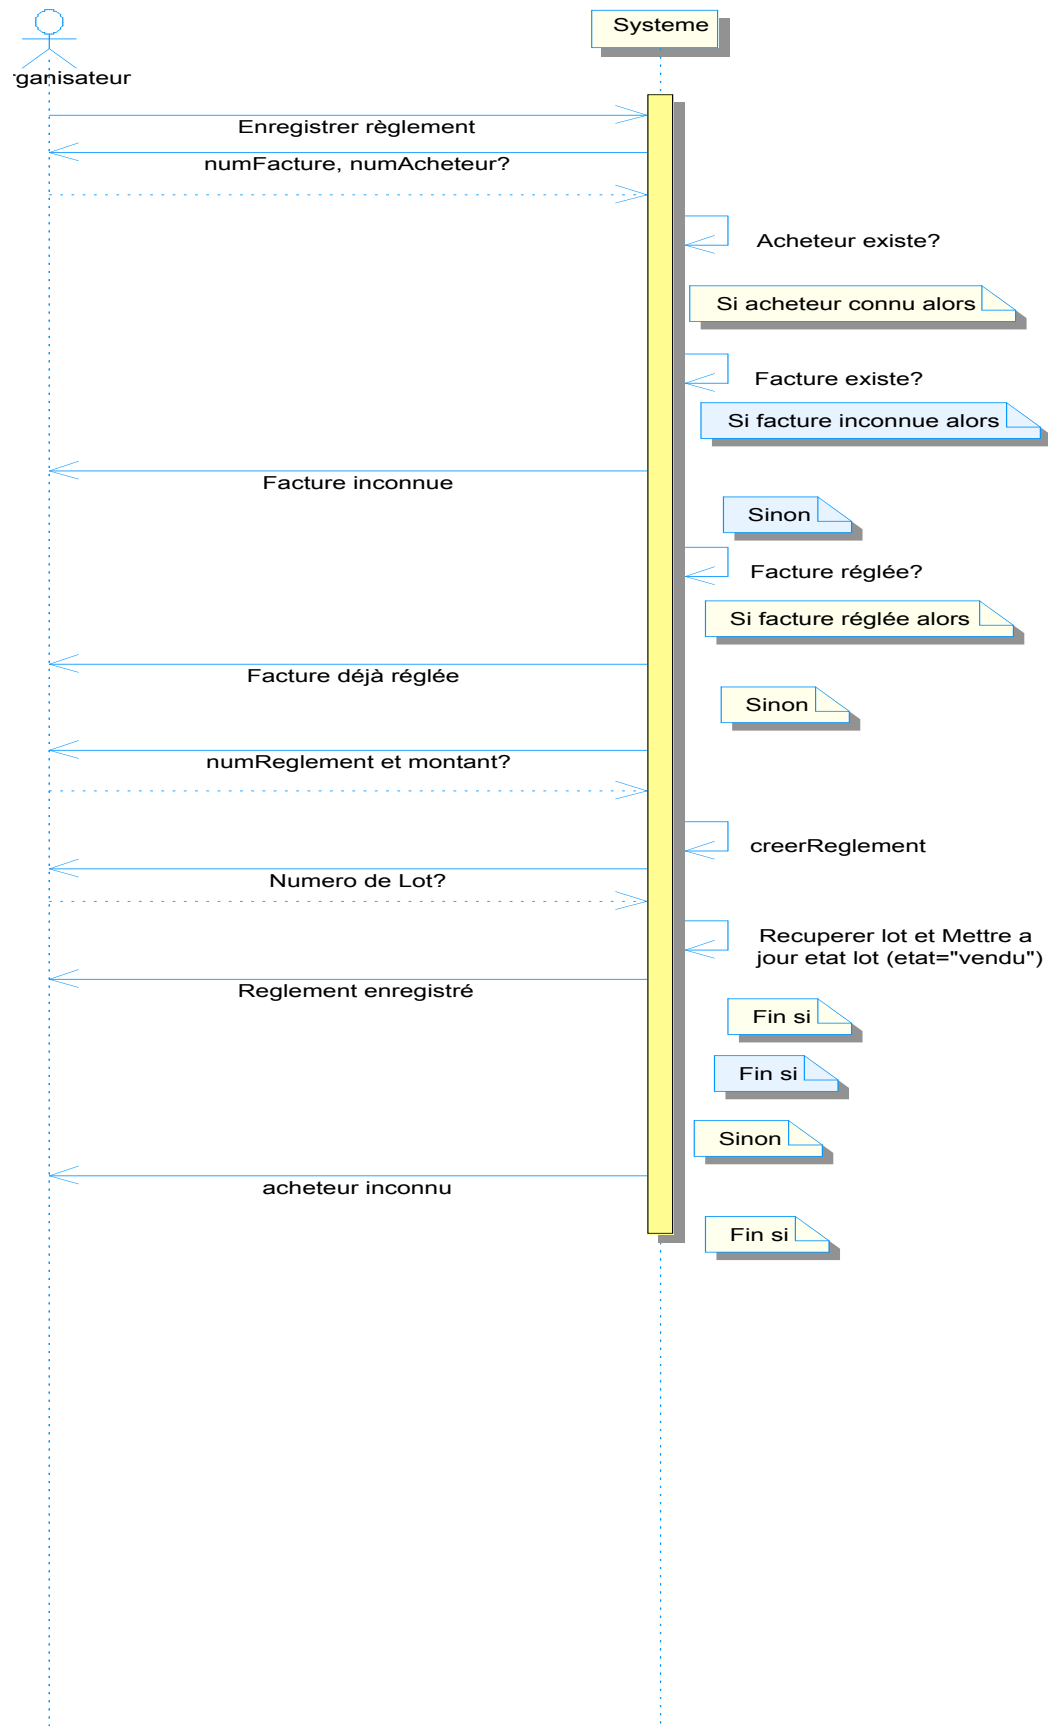 Systeme
rganisateur
Enregistrer règlement
numFacture, numAcheteur?
Acheteur existe?
Si acheteur connu alors
Facture existe?
Si facture inconnue alors
Facture inconnue
Sinon
Facture réglée?
Si facture réglée alors
Facture déjà réglée
Sinon
numReglement et montant?
creerReglement
Numero de Lot?
Recuperer lot et Mettre a
jour etat lot (etat="vendu")
Reglement enregistré
Fin si
Fin si
Sinon
acheteur inconnu
Fin si